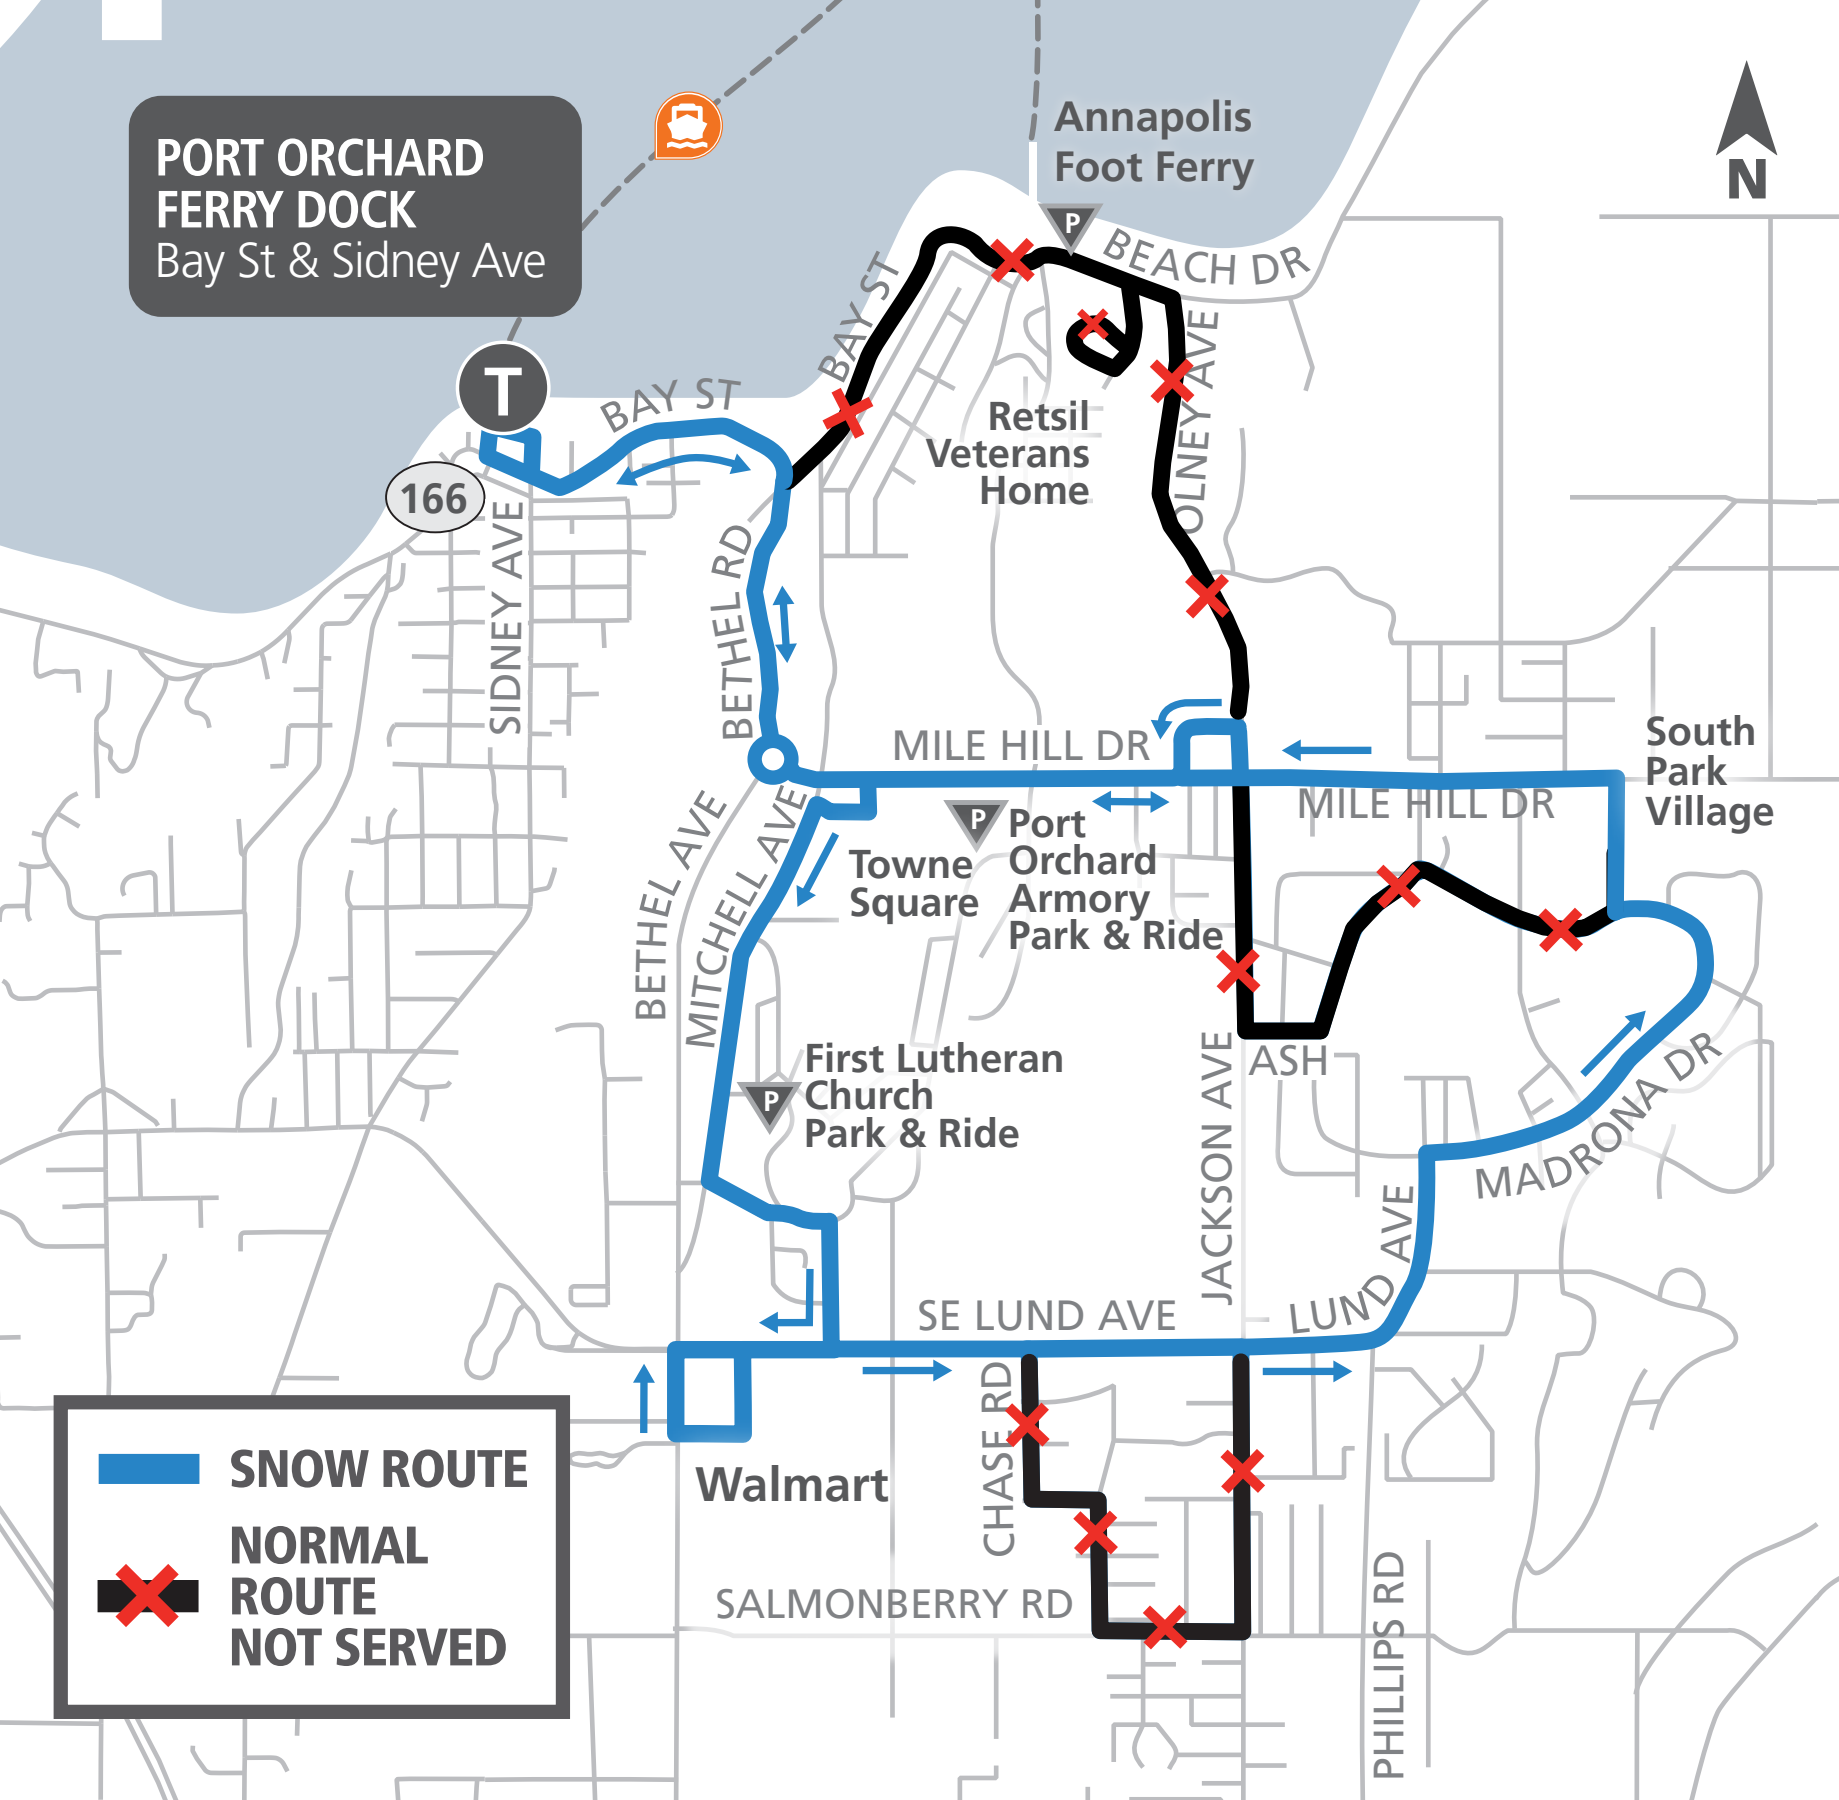 PORT ORCHARD
FERRY DOCK
Bay St & Sidney Ave
Annapolis
Foot Ferry
N
P
BEACH DR
BAY ST
T
BAY ST
OLNEY AVE
Retsil
Veterans
Home
166
SIDNEY AVE
BETHEL RD
MILE HILL DR
South
Park
Village
MILE HILL DR
BETHEL AVE
MITCHELL AVE
P
Port
Orchard
Armory
Park & Ride
Towne
Square
First Lutheran
Church
Park & Ride
P
ASH
JACKSON AVE
MADRONA DR
LUND AVE
SE LUND AVE
CHASE RD
Walmart
SALMONBERRY RD
PHILLIPS RD
SNOW ROUTE
NORMAL
ROUTE
NOT SERVED